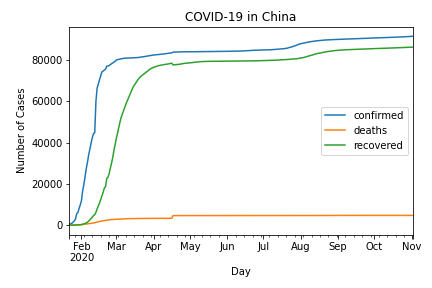 COVID-19 in China
Number of Cases
80000
60000
40000
20000
0
confirmed
deaths
recovered
Feb Mar Apr May Jun Jul Aug Sep Oct Nov
2020
Day